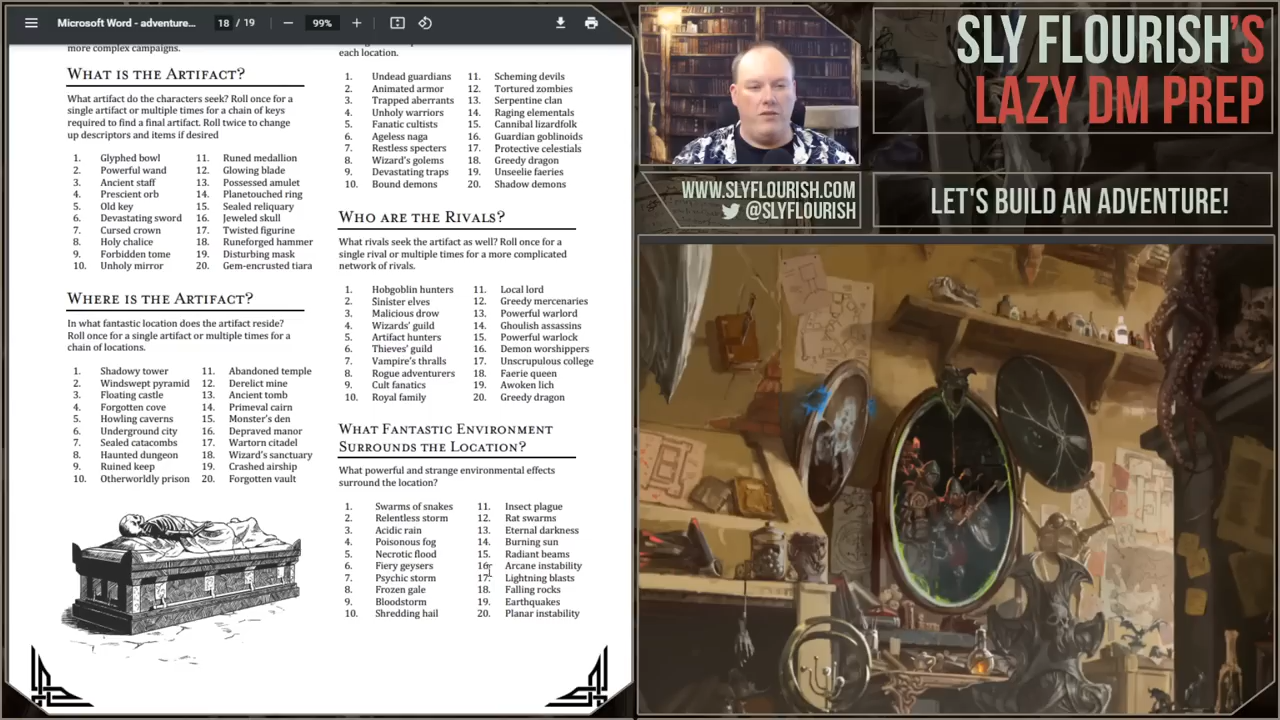 Microsoft Word - adventure...
18 / 19
99%
more complex campaigns.
WHAT IS THE ARTIFACT?
What artifact do the characters seek? Roll once for a
single artifact or multiple times for a chain of keys
required to find a final artifact. Roll twice to change
up descriptors and items if desired
1. Glyphed bowl
2. Powerful wand
3. Ancient staff
4. Prescient orb
5. Old key
6. Devastating sword
7. Cursed crown
8. Holy chalice
9. Forbidden tome
10. Unholy mirror
11. Runed medallion
12. Glowing blade
13. Possessed amulet
14. Planetouched ring
15. Sealed reliquary
16. Jeweled skull
17. Twisted figurine
18. Runeforged hammer
19. Disturbing mask
20. Gem-encrusted tiara
WHERE IS THE ARTIFACT?
In what fantastic location does the artifact reside?
Roll once for a single artifact or multiple times for a
chain of locations.
1. Shadowy tower
2. Windswept pyramid
3. Floating castle
4. Forgotten cove
5. Howling caverns
6. Underground city
7. Sealed catacombs
8. Haunted dungeon
9. Ruined keep
10. Otherworldly prison
11. Abandoned temple
12. Derelict mine
13. Ancient tomb
14. Primeval cairn
15. Monster's den
16. Depraved manor
17. Wartorn citadel
18. Wizard's sanctuary
19. Crashed airship
20. Forgotten vault
each location.
1. Undead guardians
2. Animated armor
3. Trapped aberrants
4. Unholy warriors
5. Fanatic cultists
6. Ageless naga
7. Restless specters
8. Wizard's golems
9. Devastating traps
10. Bound demons
11. Scheming devils
12. Tortured zombies
13. Serpentine clan
14. Raging elementals
15. Cannibal lizardfolk
16. Guardian goblinoids
17. Protective celestials
18. Greedy dragon
19. Unseelie faeries
20. Shadow demons
WHO ARE THE RIVALS?
What rivals seek the artifact as well? Roll once for a
single rival or multiple times for a more complicated
network of rivals.
1. Hobgoblin hunters
2. Sinister elves
3. Malicious drow
4. Wizards' guild
5. Artifact hunters
6. Thieves' guild
7. Vampire's thralls
8. Rogue adventurers
9. Cult fanatics
10. Royal family
11. Local lord
12. Greedy mercenaries
13. Powerful warlord
14. Ghoulish assassins
15. Powerful warlock
16. Demon worshippers
17. Unscrupulous college
18. Faerie queen
19. Awoken lich
20. Greedy dragon
WHAT FANTASTIC ENVIRONMENT
SURROUNDS THE LOCATION?
What powerful and strange environmental effects
surround the location?
1. Swarms of snakes
2. Relentless storm
3. Acidic rain
4. Poisonous fog
5. Necrotic flood
6. Fiery geysers
7. Psychic storm
8. Frozen gale
9. Bloodstorm
10. Shredding hail
11. Insect plague
12. Rat swarms
13. Eternal darkness
14. Burning sun
15. Radiant beams
16. Arcane instability
17. Lightning blasts
18. Falling rocks
19. Earthquakes
20. Planar instability
SLY FLOURISH'S
LAZY DM PREP
WWW.SLYFLOURISH.COM
@SLYFLOURISH
LET'S BUILD AN ADVENTURE!